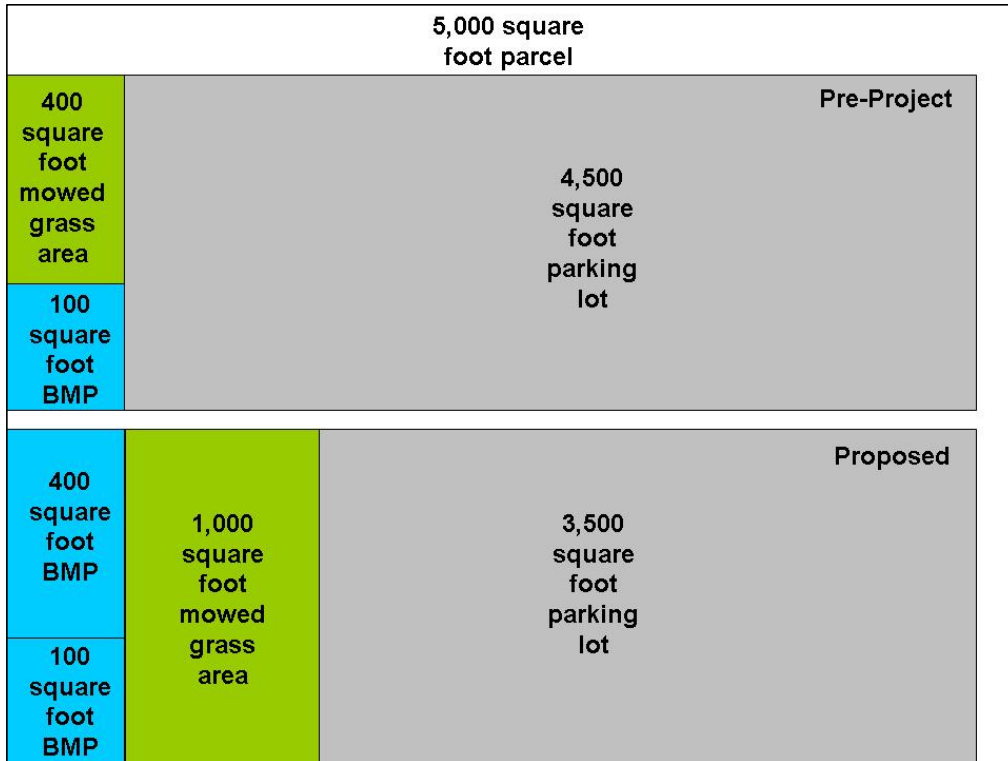 5,000 square
foot parcel
400
square
foot
mowed
grass
area
Pre-Project
4,500
square
foot
parking
lot
100
square
foot
BMP
400
square
foot
BMP
1,000
square
foot
mowed
grass
area
Proposed
3,500
square
foot
parking
lot
100
square
foot
BMP